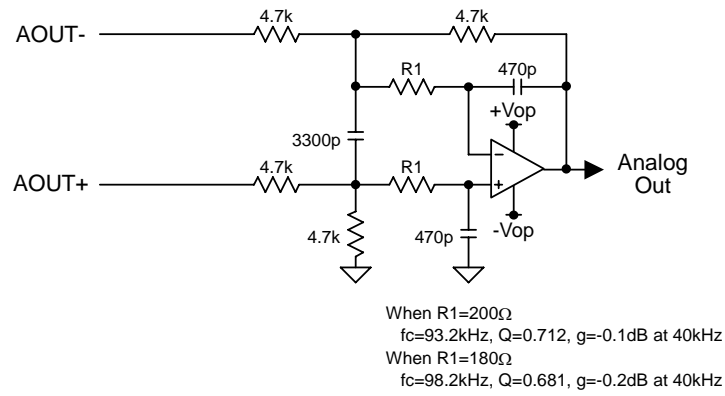 4.7k
4.7k
AOUT-
R1
470p
+Vop
3300p
4.7k
Analog
Out
AOUT+
R1
4.7k
470p
-Vop
When R1=200Ω
fc=93.2kHz, Q=0.712, g=-0.1dB at 40kHz
When R1=180Ω
fc=98.2kHz, Q=0.681, g=-0.2dB at 40kHz